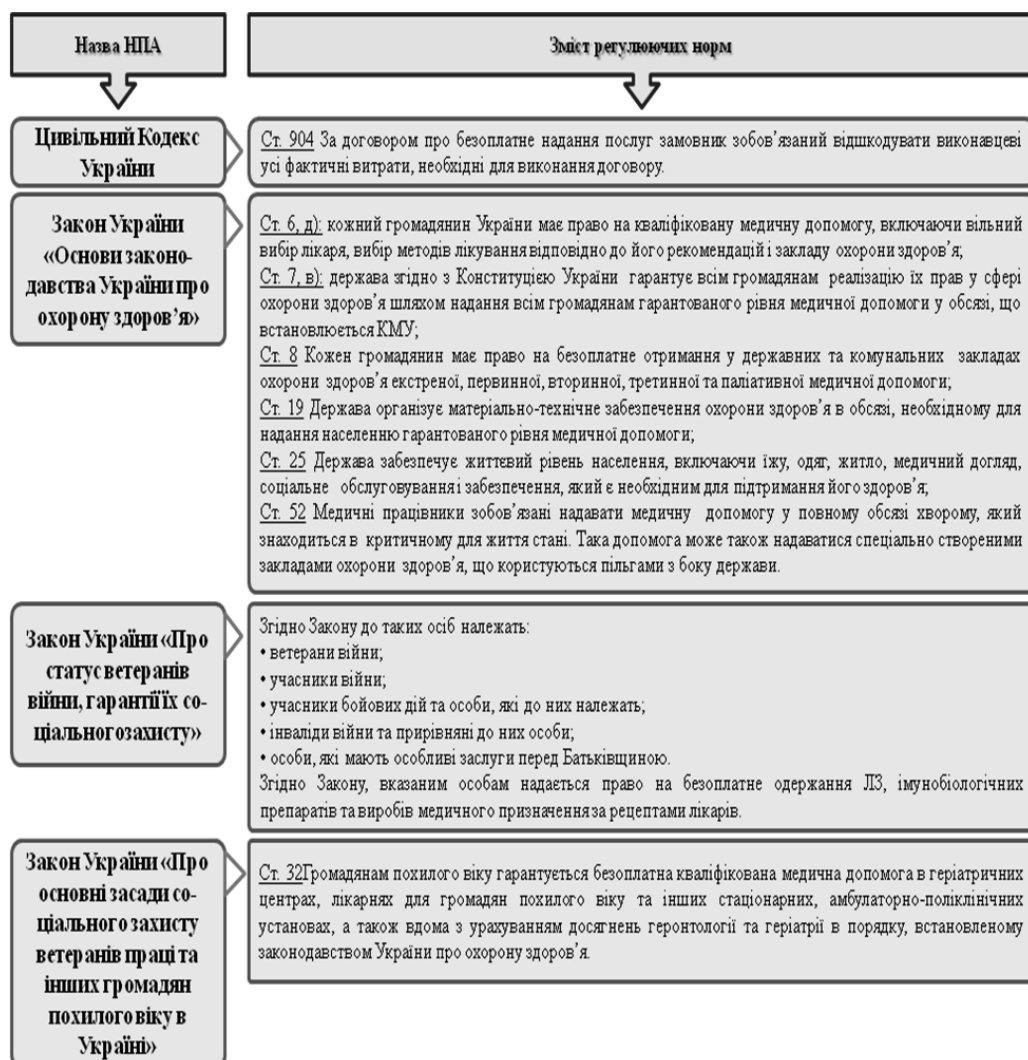 Назва НПА
Зміст регулюючих норм
Цивільний Кодекс
України
Ст. 904 За договором про безоплатне надання послуг замовник зобов’язаний відшкодувати виконавцеві
усі фактичні витрати, необхідні для виконання договору.
Закон України
«Основи законо-
давства України про
охорону здоров’я»
Ст. 6, д): кожний громадянин України має право на кваліфіковану медичну допомогу, включаючи вільний
вибір лікаря, вибір методів лікування відповідно до його рекомендацій і закладу охорони здоров’я;
Ст. 7, в): держава згідно з Конституцією України гарантує всім громадянам реалізацію їх прав у сфері
охорони здоров’я шляхом надання всім громадянам гарантованого рівня медичної допомоги у обсязі, що
встановлюється КМУ;
Ст. 8 Кожен громадянин має право на безоплатне отримання у державних та комунальних закладах
охорони здоров’я екстреної, первинної, вторинної, третинної та паліативної медичної допомоги;
Ст. 19 Держава організує матеріально-технічне забезпечення охорони здоров’я в обсязі, необхідному для
надання населенню гарантованого рівня медичної допомоги;
Ст. 25 Держава забезпечує життєвий рівень населення, включаючи їжу, одяг, житло, медичний догляд,
соціальне обслуговування і забезпечення, який є необхідним для підтримання його здоров’я;
Ст. 52 Медичні працівники зобов’язані надавати медичну допомогу у повному обсязі хворому, який
знаходиться в критичному для життя стані. Така допомога може також надаватися спеціально створеними
закладами охорони здоров’я, що користуються пільгами з боку держави.
Закон України «Про
статус ветеранів
війни, гарантії їх со-
ціального захисту»
Згідно Закону до таких осіб належать:
• ветерани війни;
• учасники війни;
• учасники бойових дій та особи, які до них належать;
• інваліди війни та прирівняні до них особи;
• особи, які мають особливі заслуги перед Батьківщиною.
Згідно Закону, вказаним особам надається право на безоплатне одержання ЛЗ, імунобіологічних
препаратів та виробів медичного призначення за рецептами лікарів.
Закон України «Про
основні засади со-
ціального захисту
ветеранів праці та
інших громадян
похилого віку в
Україні»
Ст. 32Громадянам похилого віку гарантується безоплатна кваліфікована медична допомога в геріатричних
центрах, лікарнях для громадян похилого віку та інших стаціонарних, амбулаторно-поліклінічних
установах, а також вдома з урахуванням досягнень геронтології та геріатрії в порядку, встановленому
законодавством України про охорону здоров’я.